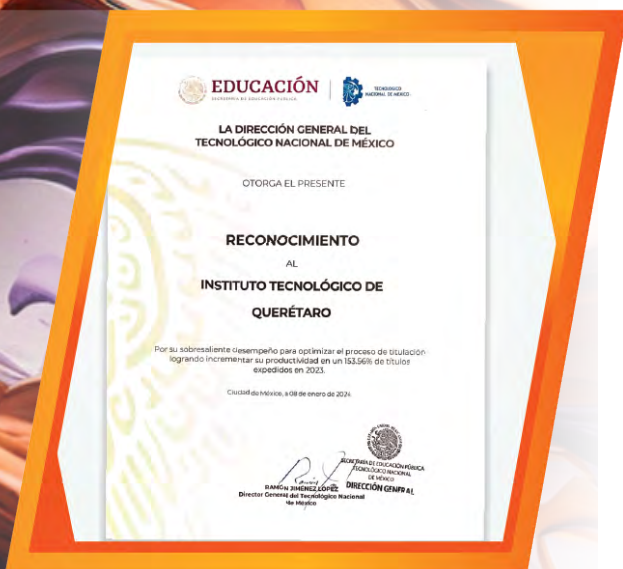 EDUCACIÓN
SECRETARÍA DE EDUCACIÓN PÚBLICA
TECNOLÓGICO
NACIONAL DE MÉXICO
LA DIRECCIÓN GENERAL DEL
TECNOLÓGICO NACIONAL DE MÉXICO
OTORGA EL PRESENTE
RECONOCIMIENTO
AL
INSTITUTO TECNOLÓGICO DE
QUERÉTARO
Por su sobresaliente desempeño para optimizar el proceso de titulación
logrando incrementar su productividad en un 153.56% de títulos
expedidos en 2023.
Ciudad de México, a 08 de enero de 2024.
SECRETARÍA DE EDUCACIÓN PÚBLICA
TECNOLÓGICO NACIONAL
DE MÉXICO
DIRECCIÓN GENERAL
RAMÓN JIMÉNEZ LÓPEZ
Director General del Tecnológico Nacional
de México